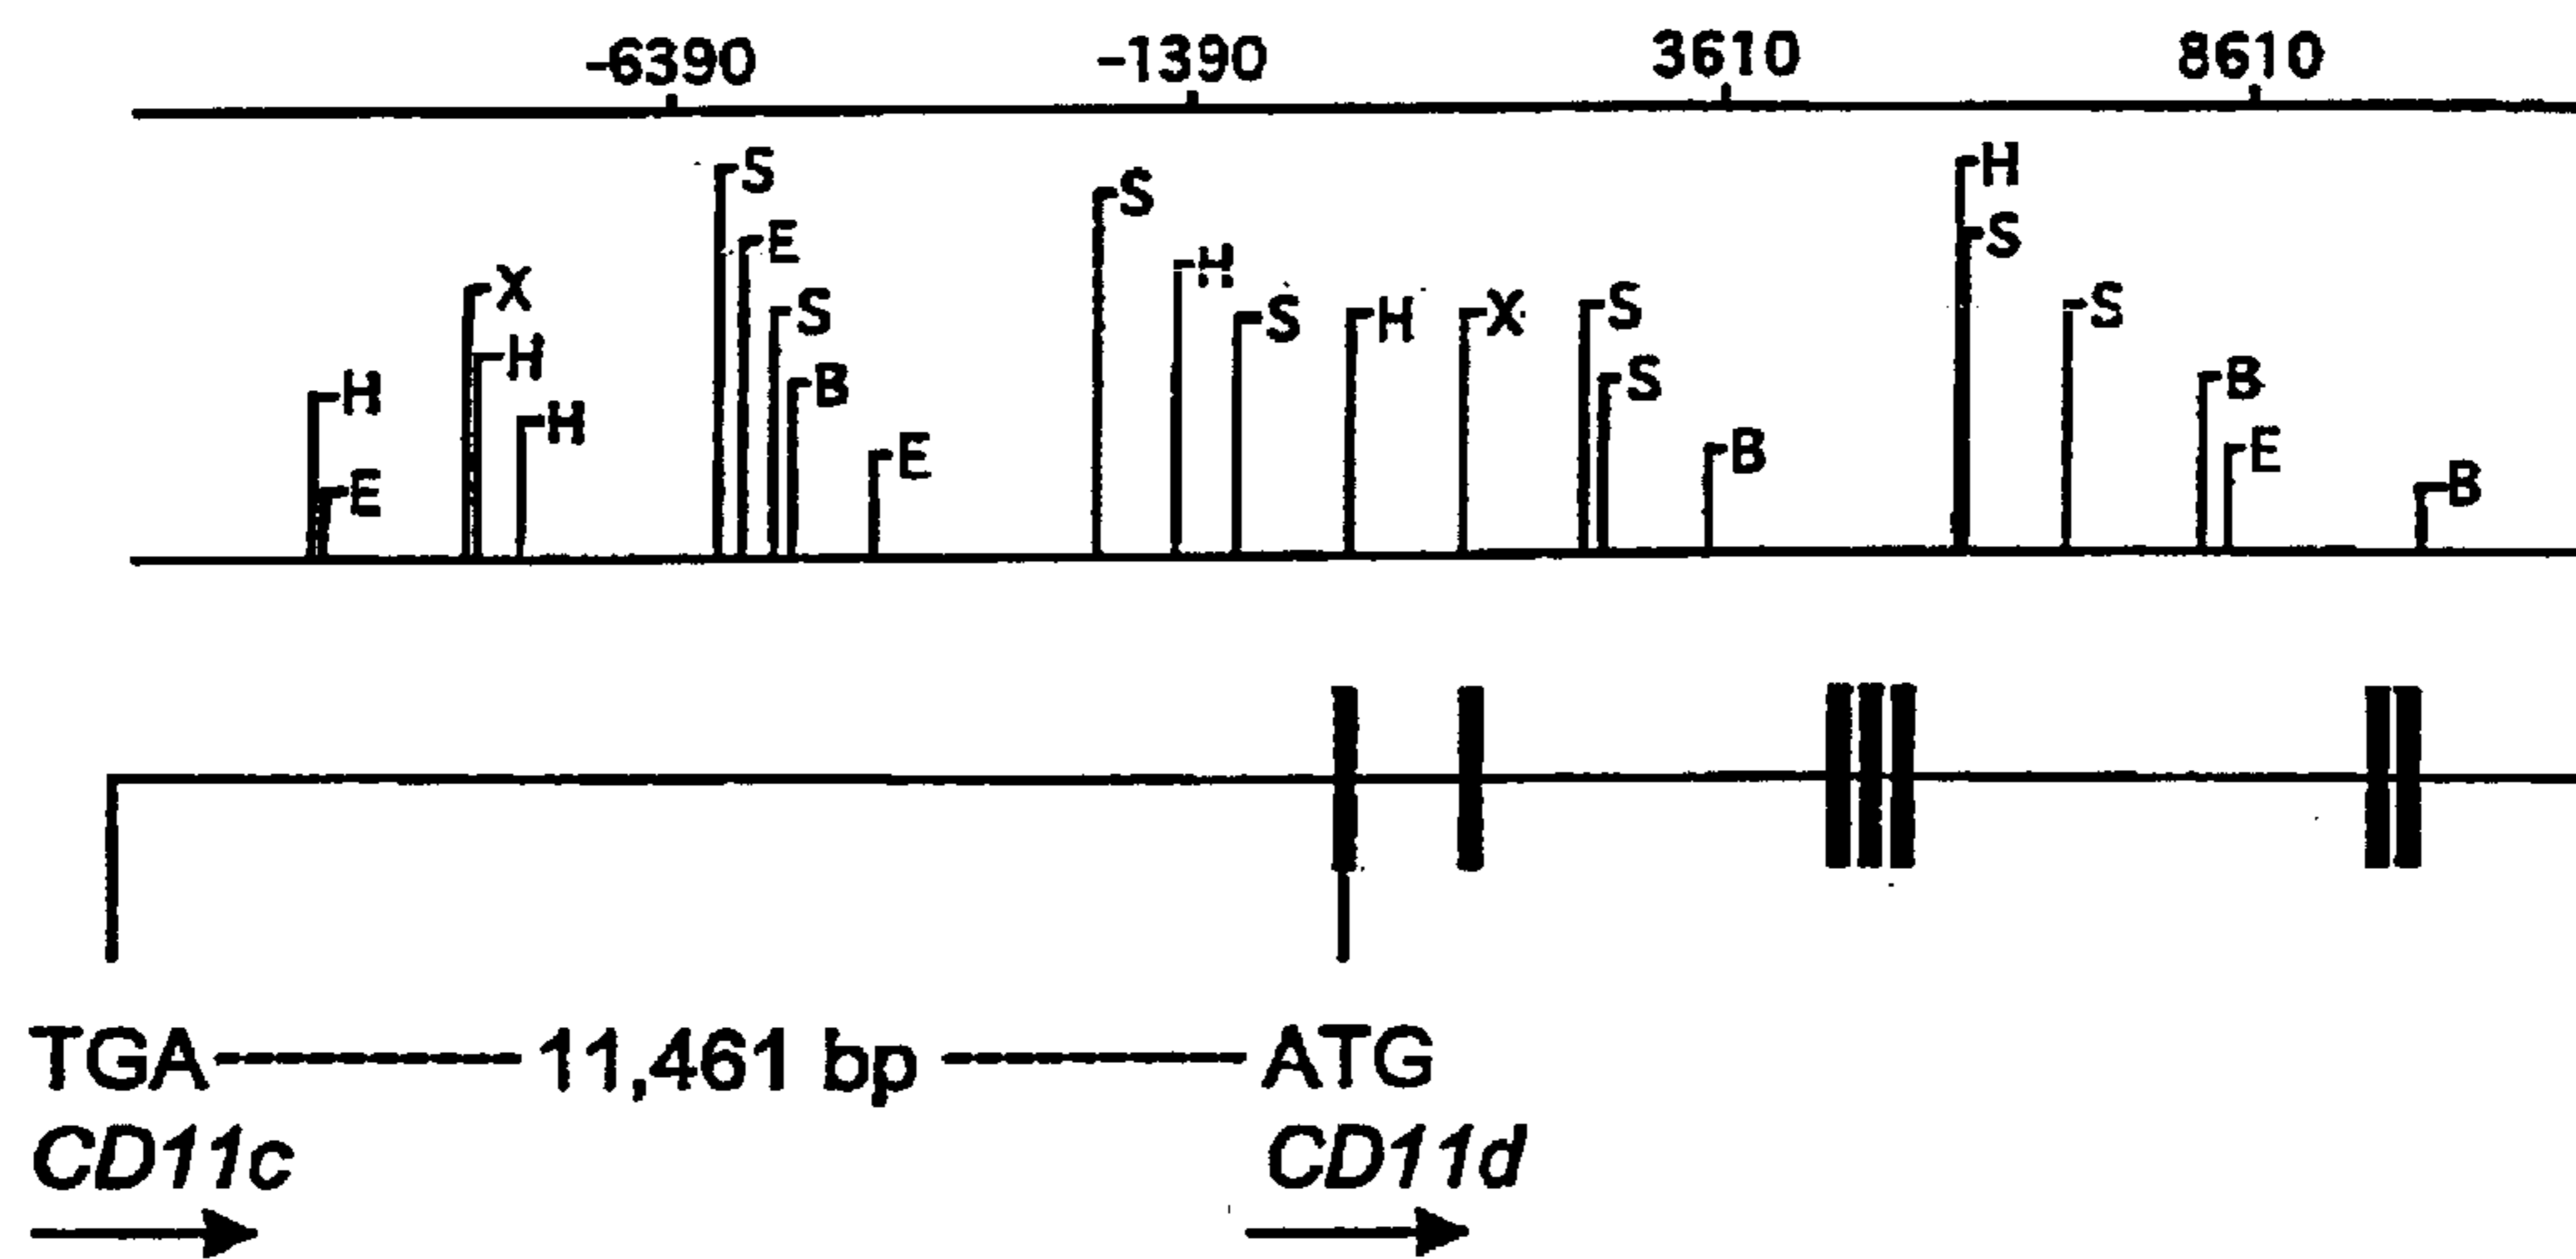 -6390 -1390 3610 8610
S H
S
E S
H
X S H X S S S
H
H B B B
H E B E
E B
TGA---------- 11,461 bp ----------ATG
CD11c CD11d